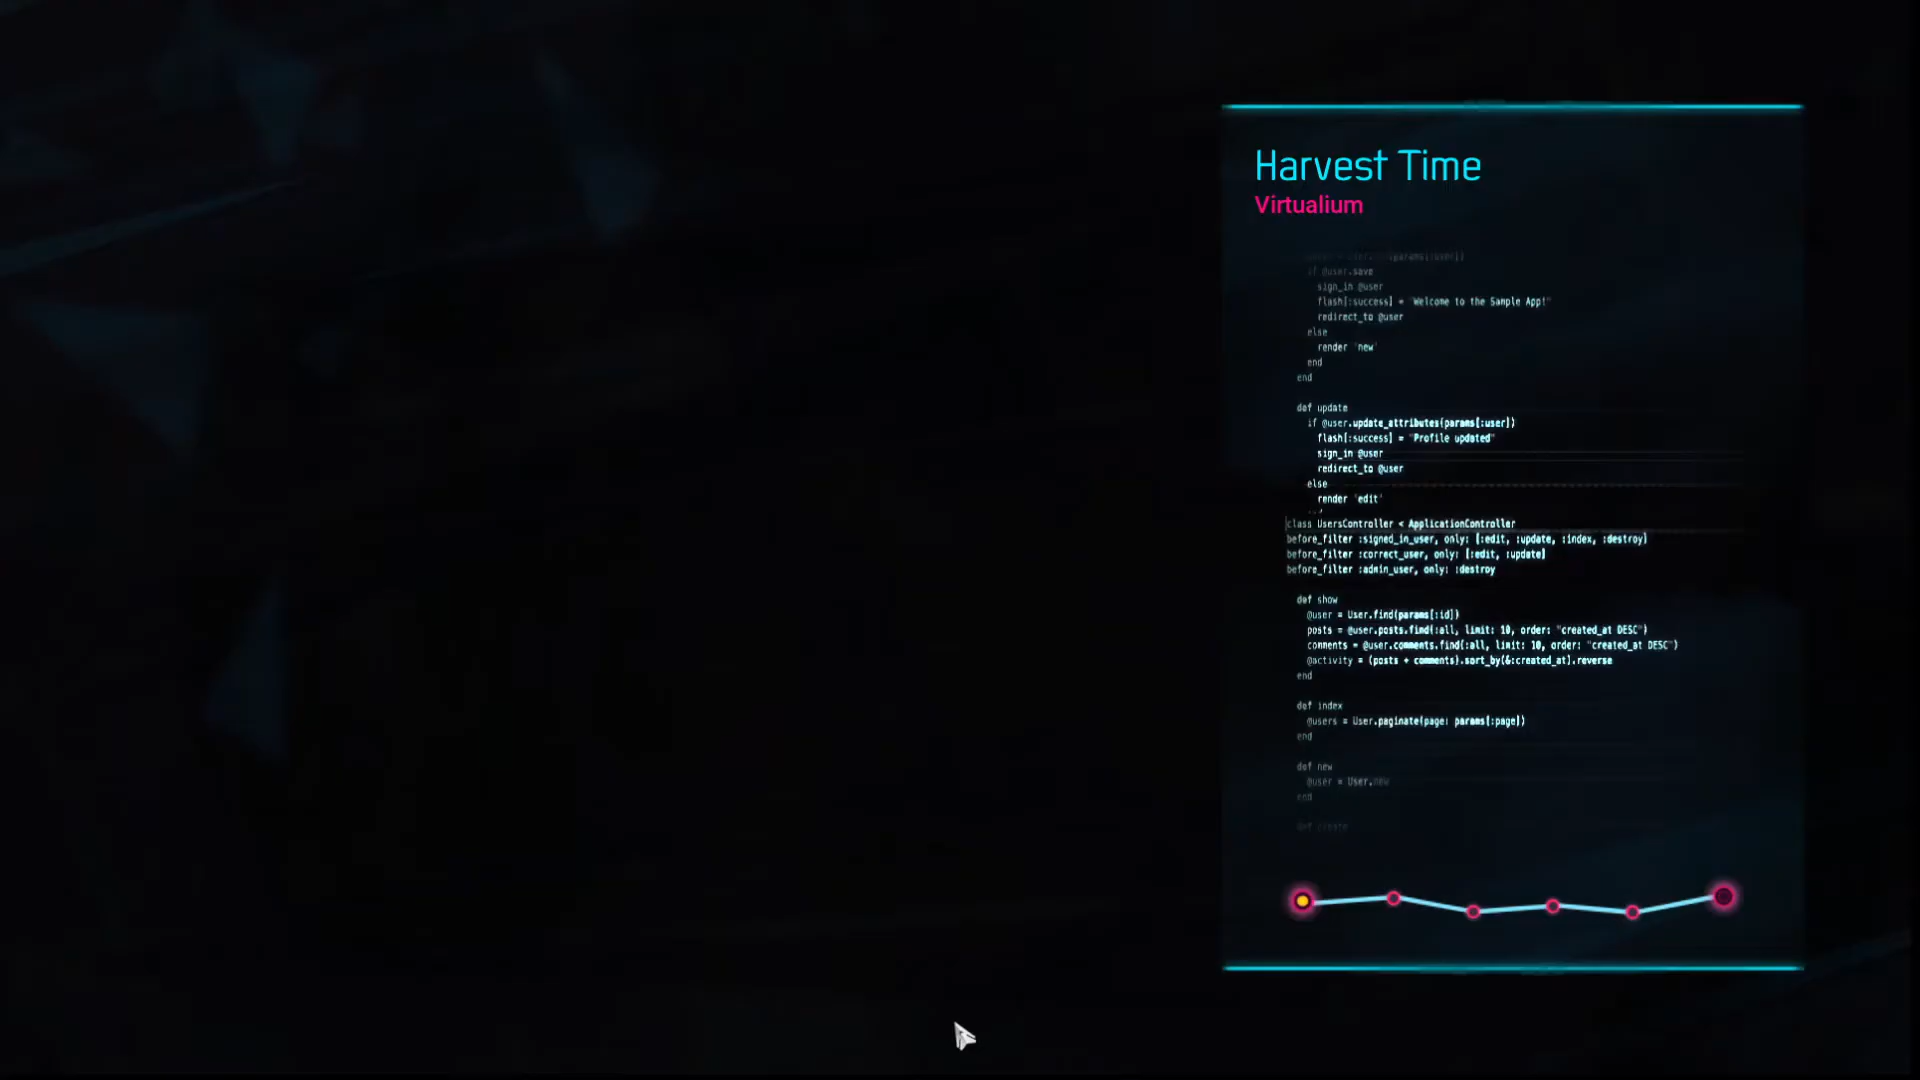 Harvest Time
Virtualium
(params[:user])
if @user.save
sign_in @user
flash[:success] = "Welcome to the Sample App!"
redirect_to @user
else
render 'new'
end
end
def update
if @user.update_attributes(params[:user])
flash[:success] = "Profile updated"
sign_in @user
redirect_to @user
else
render 'edit'
class UsersController < ApplicationController
before_filter :signed_in_user, only: [:edit, :update, :index, :destroy]
before_filter :correct_user, only: [:edit, :update]
before_filter :admin_user, only: :destroy
def show
@user = User.find(params[:id])
posts = @user.posts.find(:all, limit: 10, order: "created_at DESC")
comments = @user.comments.find(:all, limit: 10, order: "created_at DESC")
@activity = (posts + comments).sort_by(&:created_at).reverse
end
def index
@users = User.paginate(page: params[:page])
end
def new
@user = User.new
end
def create